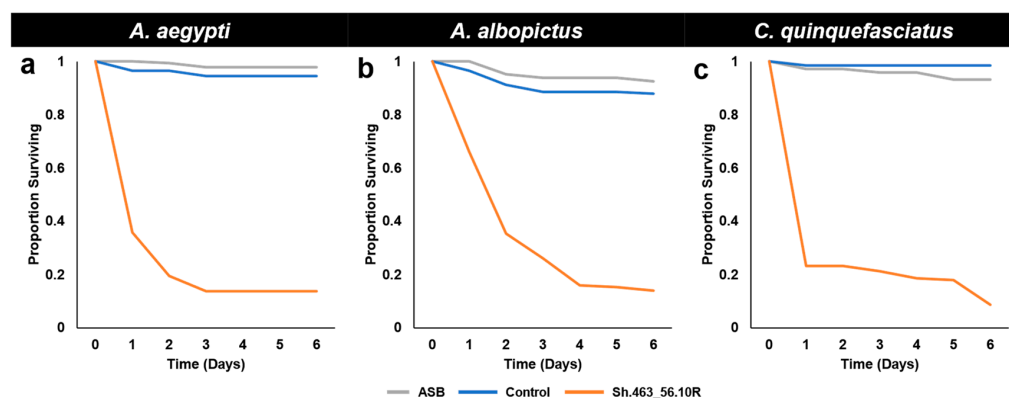 A. aegypti A. albopictus C. quinquefasciatus
a
Proportion Surviving
1
0.8
0.6
0.4
0.2
0
0 1 2 3 4 5 6
Time (Days)
b
Proportion Surviving
1
0.8
0.6
0.4
0.2
0
0 1 2 3 4 5 6
Time (Days)
c
Proportion Surviving
1
0.8
0.6
0.4
0.2
0
0 1 2 3 4 5 6
Time (Days)
ASB Control Sh.463_56.10R